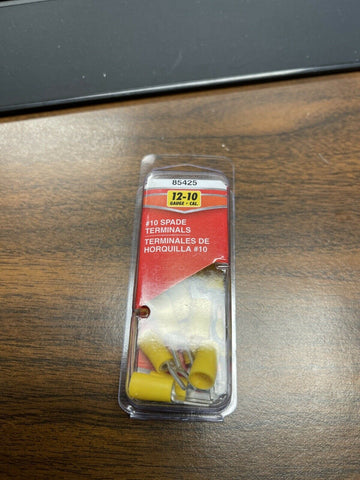 85425
12-10
GAUGE - CAL.
#10 SPADE
TERMINALS
TERMINALES DE
HORQUILLA #10